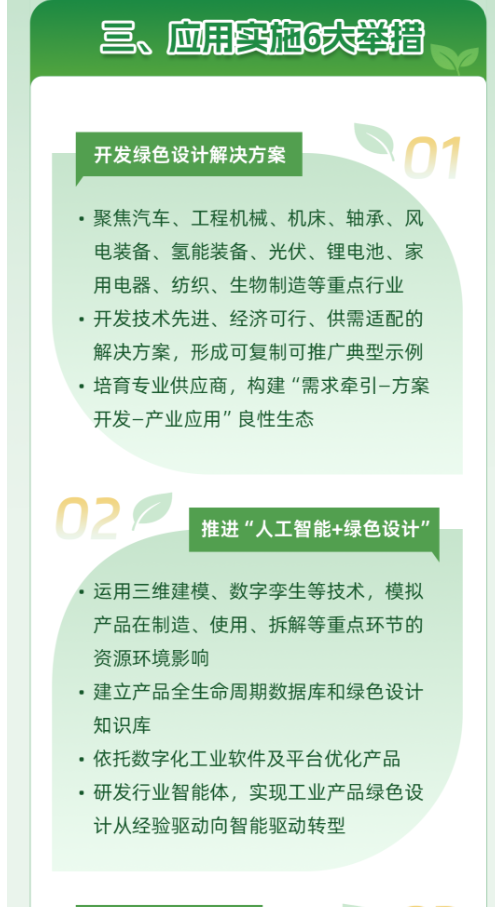 三、应用实施6大举措
01
开发绿色设计解决方案
• 聚焦汽车、工程机械、机床、轴承、风
电装备、氢能装备、光伏、锂电池、家
用电器、纺织、生物制造等重点行业
• 开发技术先进、经济可行、供需适配的
解决方案，形成可复制可推广典型示例
• 培育专业供应商，构建“需求牵引—方案
开发—产业应用”良性生态
02
推进“人工智能+绿色设计”
• 运用三维建模、数字孪生等技术，模拟
产品在制造、使用、拆解等重点环节的
资源环境影响
• 建立产品全生命周期数据库和绿色设计
知识库
• 依托数字化工业软件及平台优化产品
• 研发行业智能体，实现工业产品绿色设
计从经验驱动向智能驱动转型